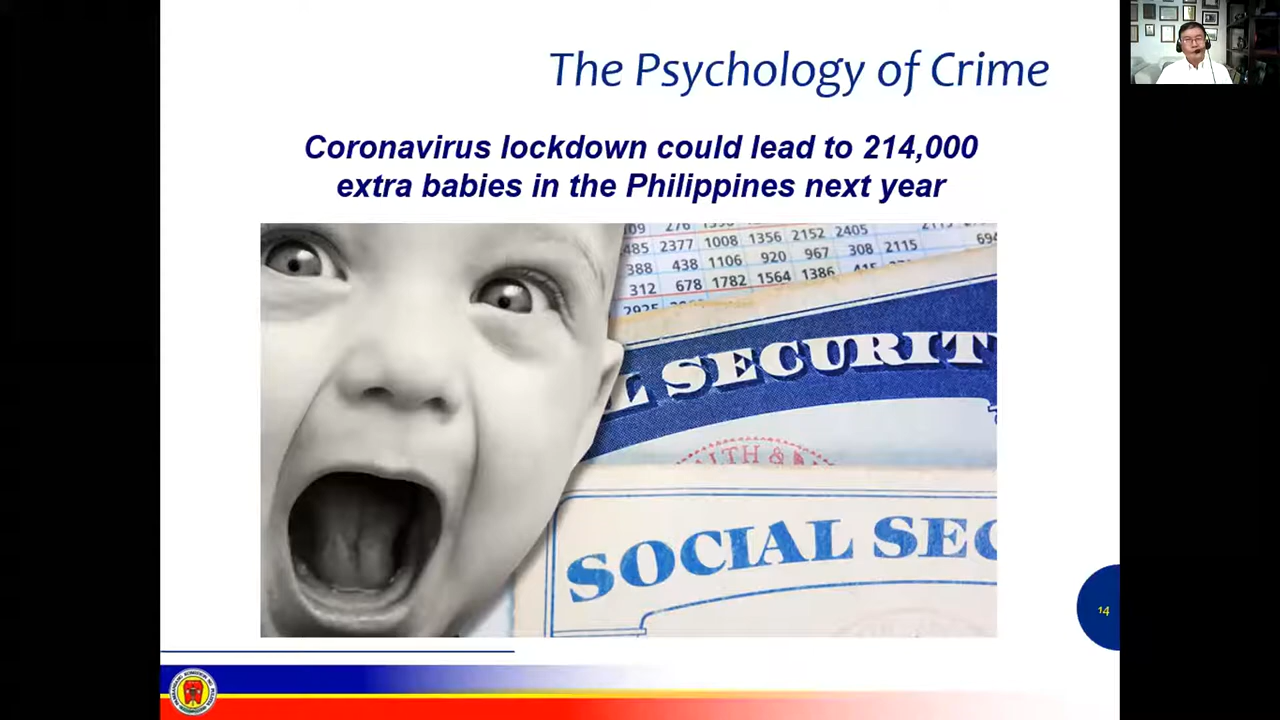 The Psychology of Crime
Coronavirus lockdown could lead to 214,000
extra babies in the Philippines next year
485 2377 1008 1356 2152 2405
388 438 1106 920 967 308 2115
312 678 1782 1564 1386
2925
L SECURIT
LTH &
SOCIAL SEC
14